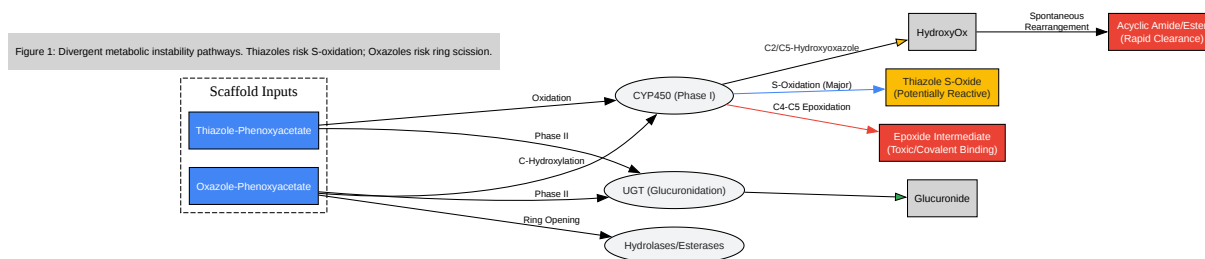 Figure 1: Divergent metabolic instability pathways. Thiazoles risk S-oxidation; Oxazoles risk ring scission.
Scaffold Inputs
Thiazole-Phenoxyacetate
Oxazole-Phenoxyacetate
Oxidation
Phase II
C-Hydroxylation
Phase II
Ring Opening
CYP450 (Phase I)
UGT (Glucuronidation)
Hydrolases/Esterases
C2/C5-Hydroxyoxazole
S-Oxidation (Major)
C4-C5 Epoxidation
HydroxyOx
Thiazole S-Oxide
(Potentially Reactive)
Epoxide Intermediate
(Toxic/Covalent Binding)
Glucuronide
Spontaneous
Rearrangement
Acyclic Amide/Ester
(Rapid Clearance)